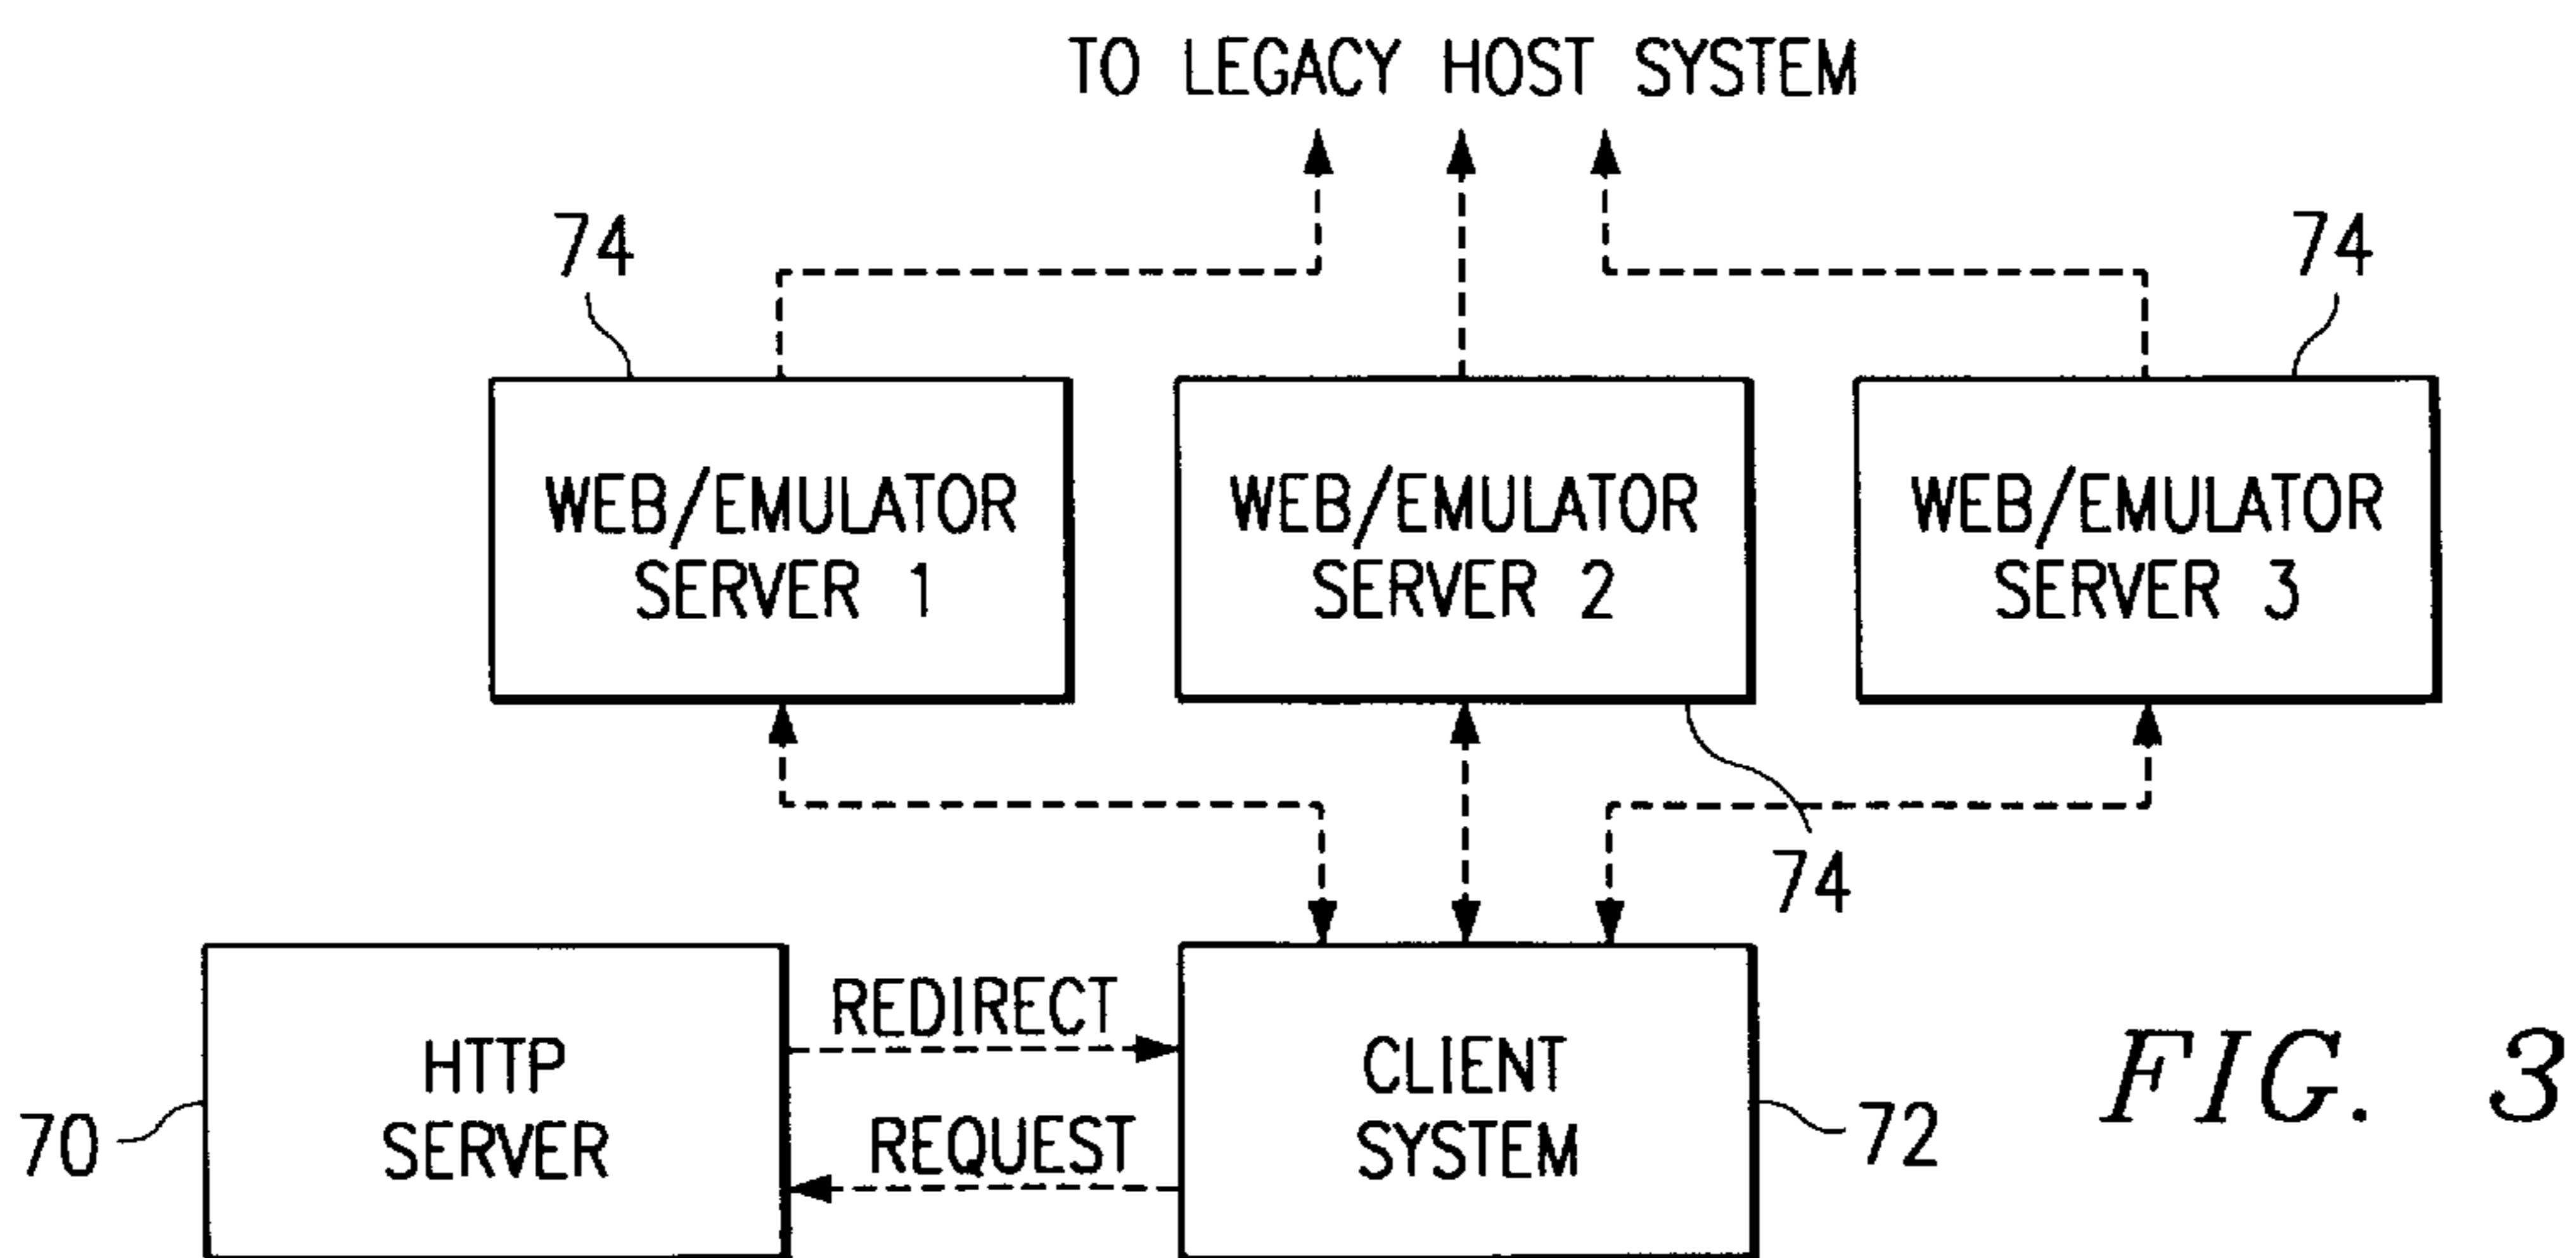 TO LEGACY HOST SYSTEM
74
74
WEB/EMULATOR
SERVER 1
WEB/EMULATOR
SERVER 2
WEB/EMULATOR
SERVER 3
74
HTTP
SERVER
REDIRECT
REQUEST
CLIENT
SYSTEM
70
72
FIG. 3